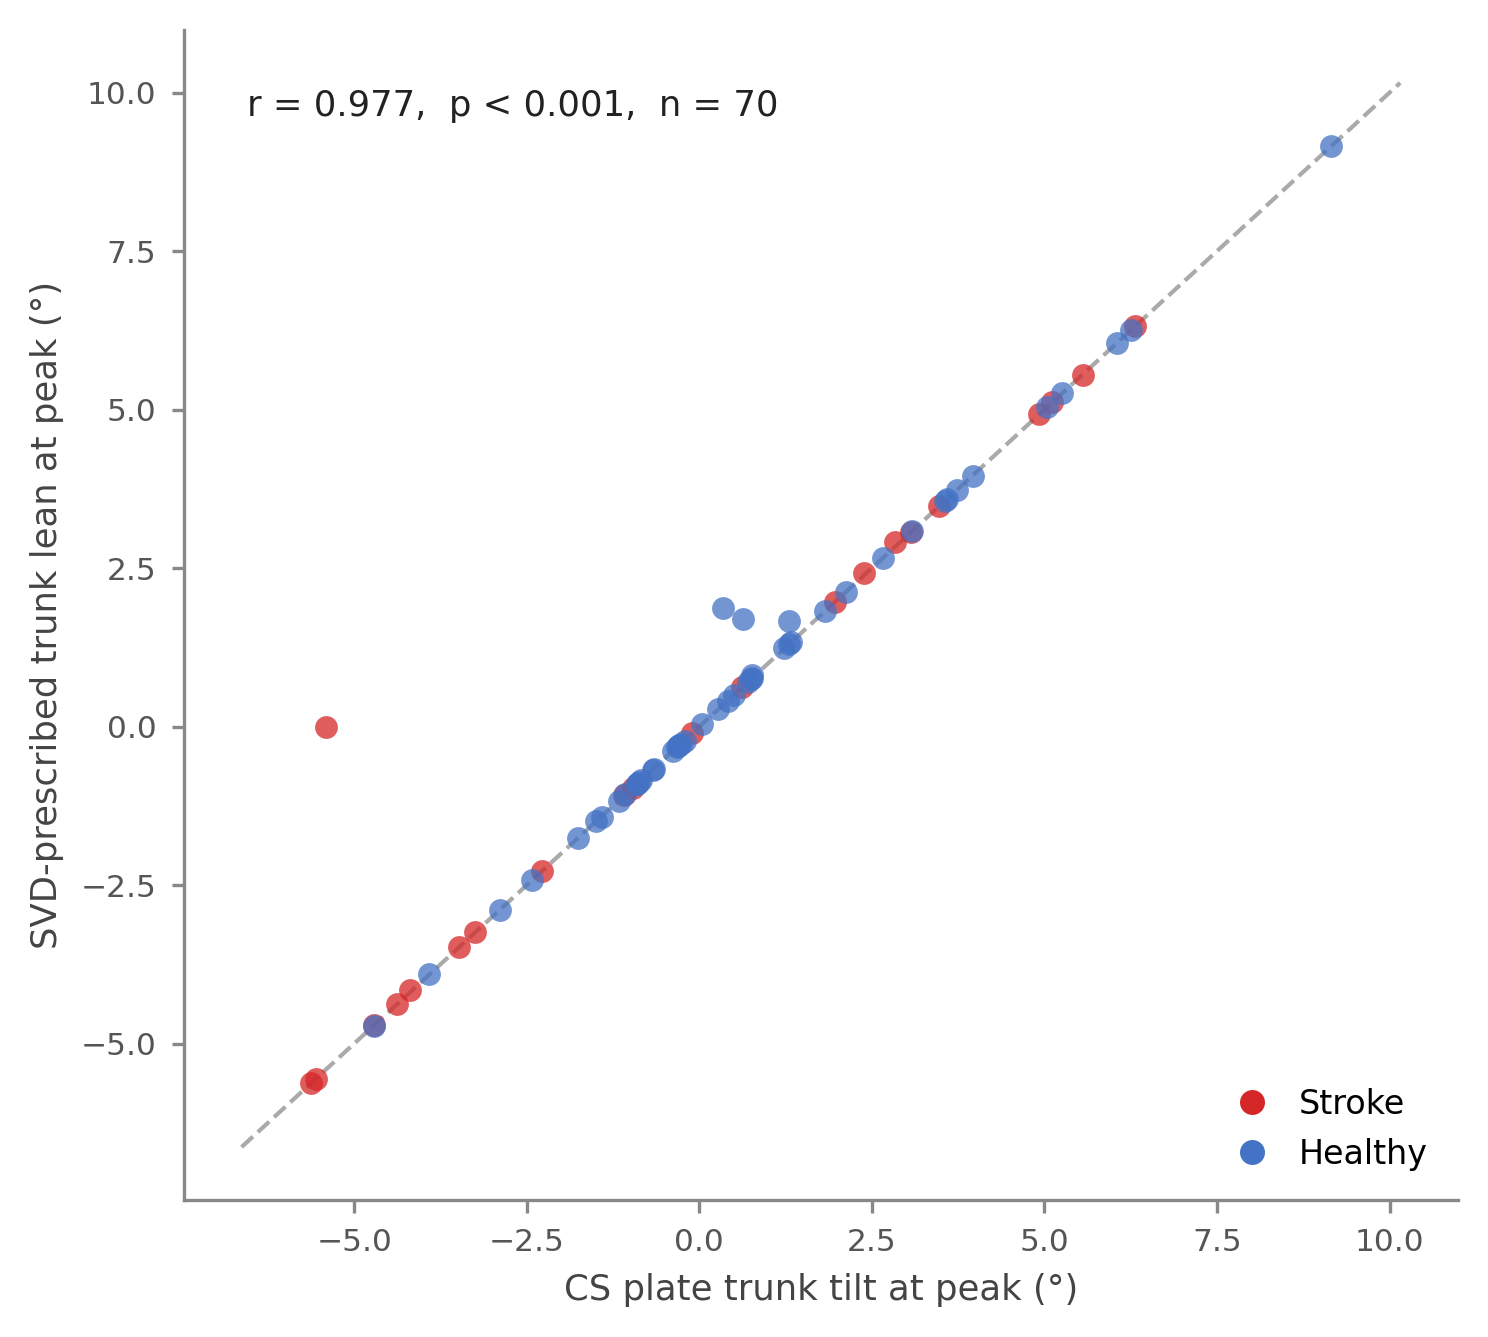 r = 0.977,  p < 0.001,  n = 70
SVD-prescribed trunk lean at peak (°)
10.0
7.5
5.0
2.5
0.0
−2.5
−5.0
Stroke
Healthy
−5.0 −2.5 0.0 2.5 5.0 7.5 10.0
CS plate trunk tilt at peak (°)